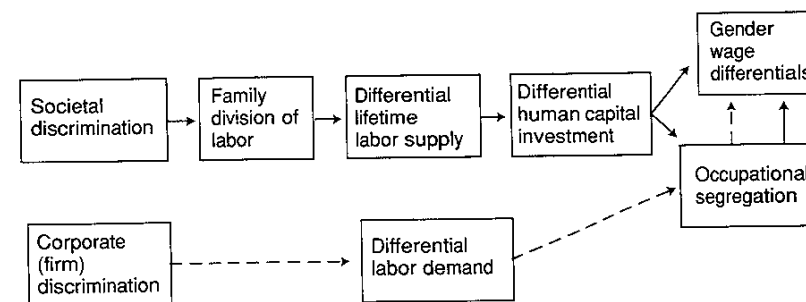 Gender
wage
differentials
Societal
discrimination
Family
division of
labor
Differential
lifetime
labor supply
Differential
human capital
investment
Occupational
segregation
Corporate
(firm)
discrimination
Differential
labor demand